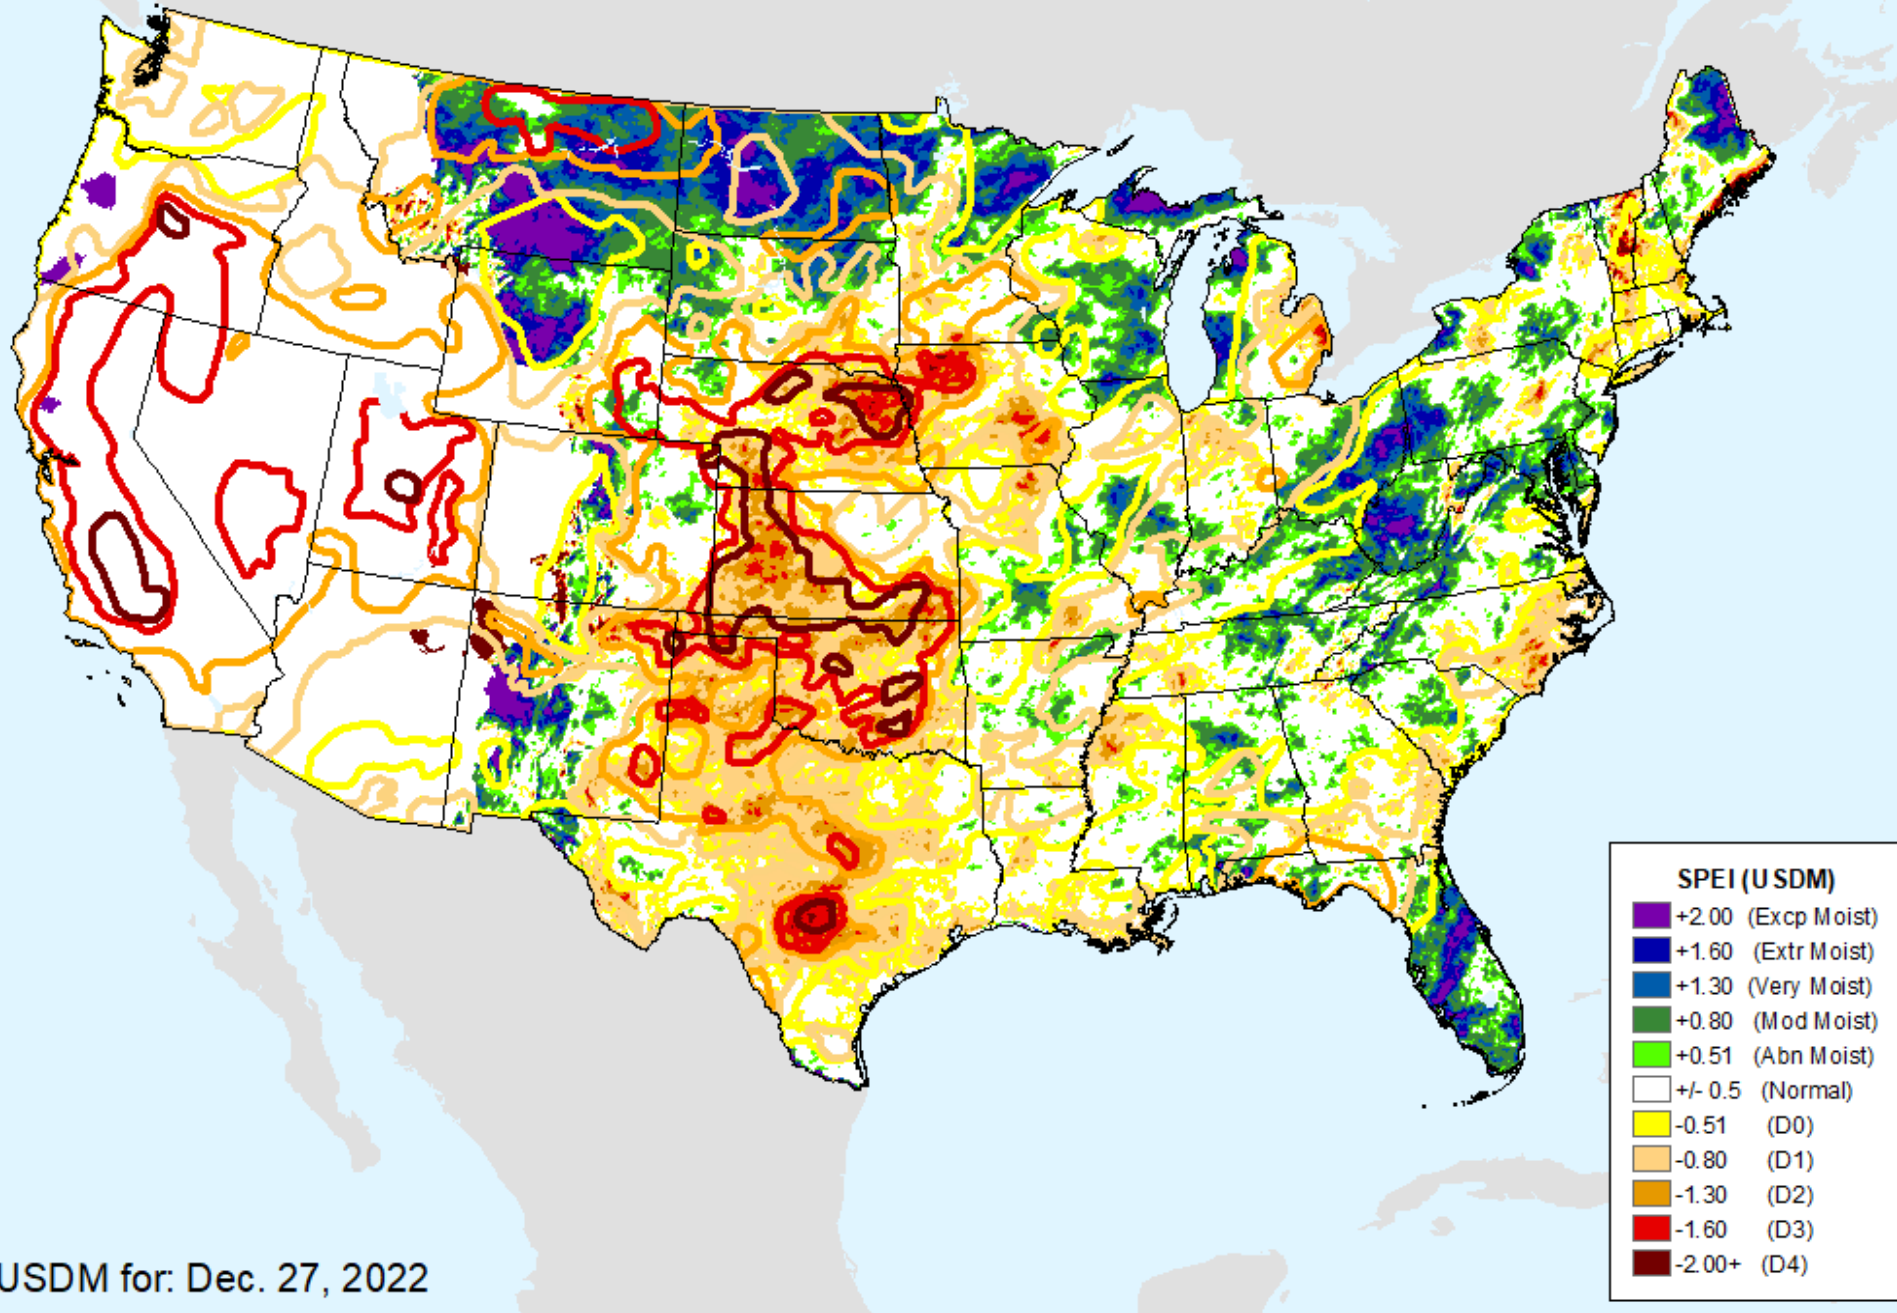 SPEI (USDM)
+2.00 (Excp Moist)
+1.60 (Extr Moist)
+1.30 (Very Moist)
+0.80 (Mod Moist)
+0.51 (Abn Moist)
+/- 0.5 (Normal)
-0.51 (D0)
-0.80 (D1)
-1.30 (D2)
-1.60 (D3)
-2.00+ (D4)
USDM for: Dec. 27, 2022